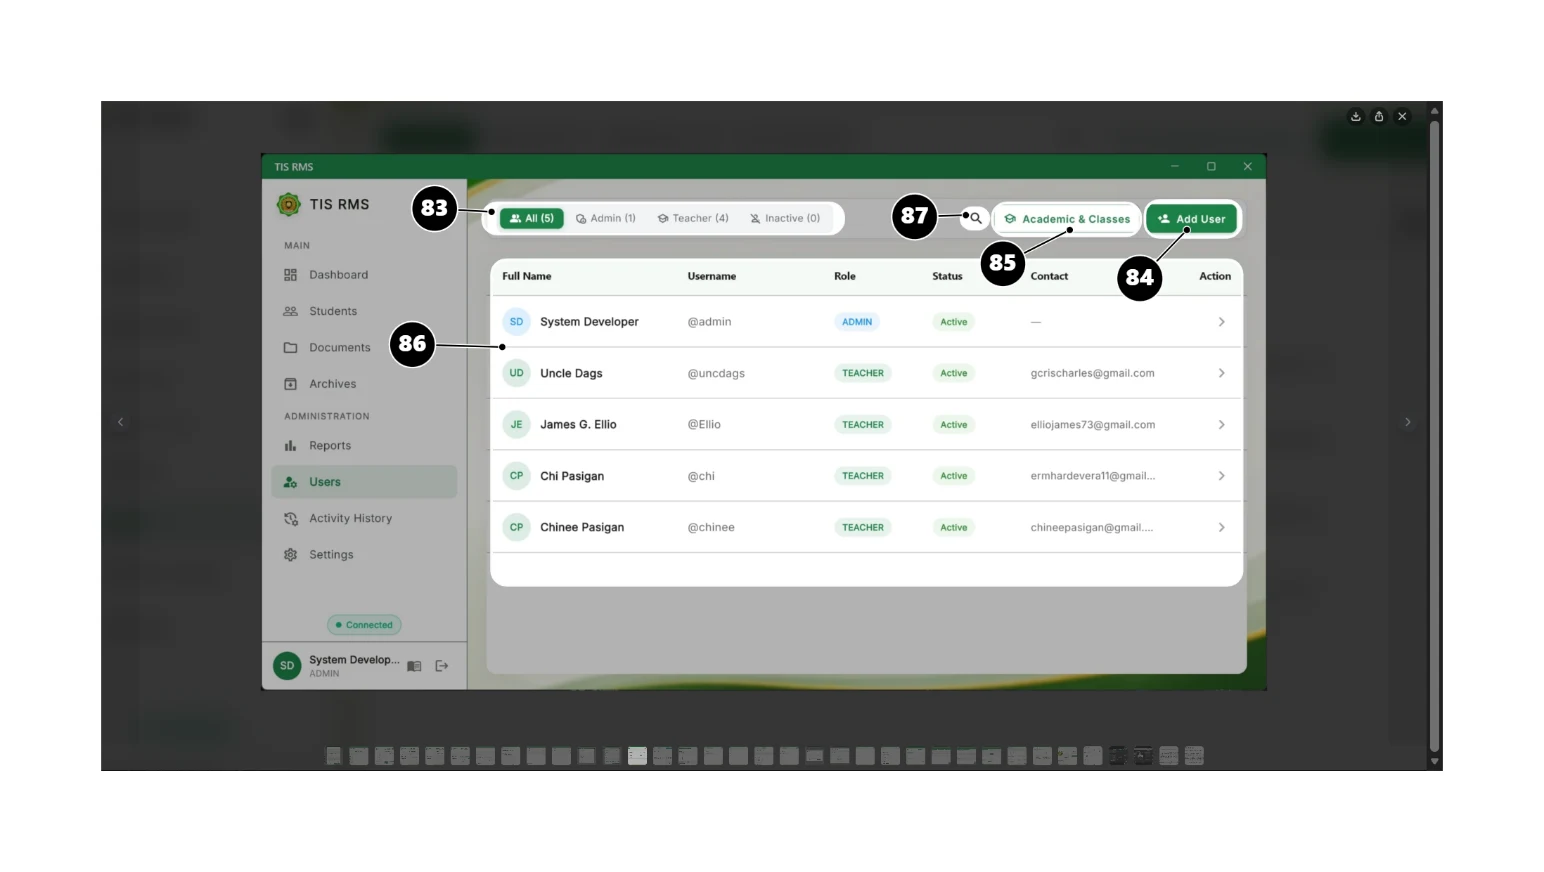 TIS RMS
TIS RMS
83
All (5) Admin (1) Teacher (4) Inactive (0)
87
Academic & Classes
Add User
85
84
MAIN
Dashboard
Students
Documents
Archives
ADMINISTRATION
Reports
Users
Activity History
Settings
Connected
SD System Develop...
ADMIN
86
Full Name Username Role Status Contact Action
SD System Developer @admin ADMIN Active —
UD Uncle Dags @uncdags TEACHER Active gcrischarles@gmail.com
JE James G. Ellio @Ellio TEACHER Active elliojames73@gmail.com
CP Chi Pasigan @chi TEACHER Active ermhardevera11@gmail...
CP Chinee Pasigan @chinee TEACHER Active chineepasigan@gmail....